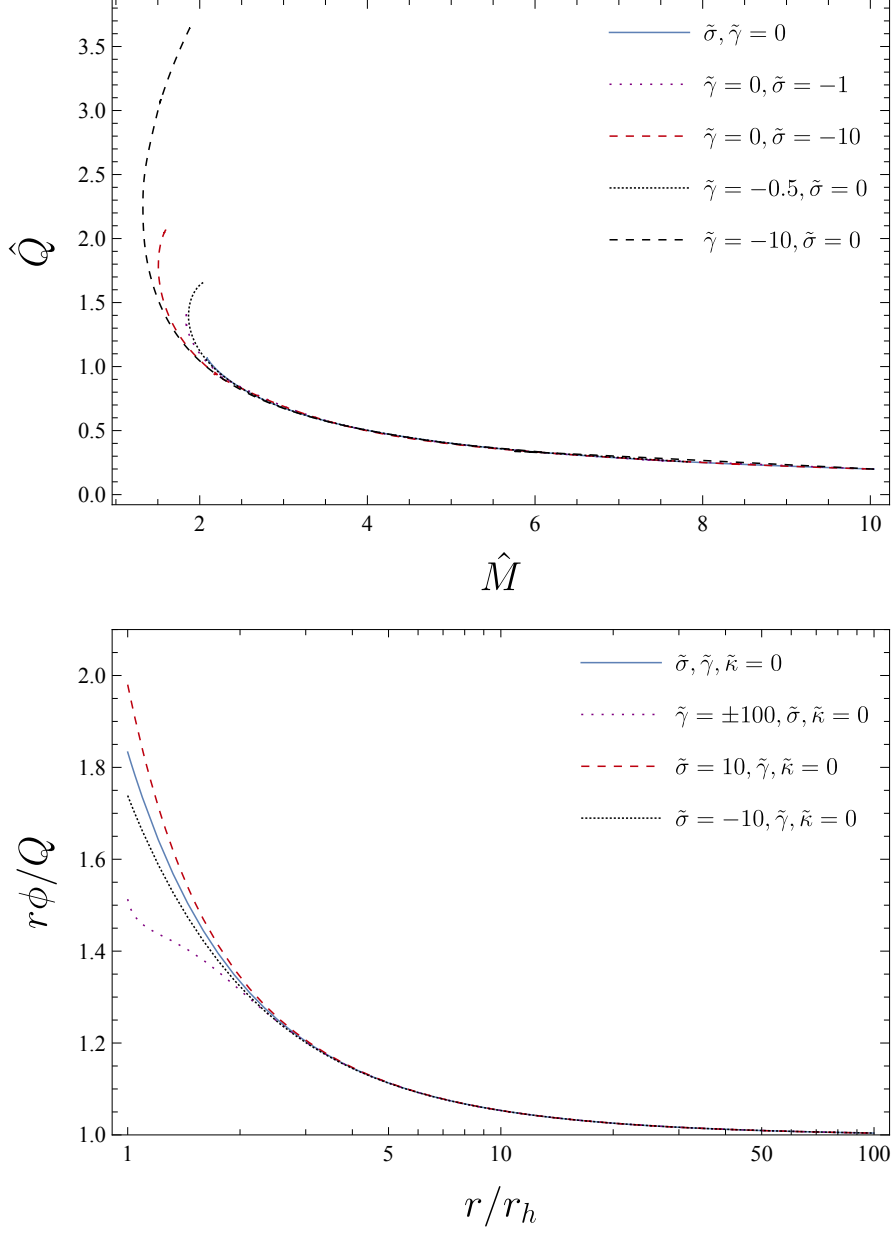 3.5
3.0
2.5
2.0
1.5
1.0
0.5
0.0
Q̂
σ̃, γ̃ = 0
γ̃ = 0, σ̃ = −1
γ̃ = 0, σ̃ = −10
γ̃ = −0.5, σ̃ = 0
γ̃ = −10, σ̃ = 0
2 4 6 8 10
M̂
2.0
1.8
1.6
1.4
1.2
1.0
rϕ/Q
σ̃, γ̃, κ̃ = 0
γ̃ = ±100, σ̃, κ̃ = 0
σ̃ = 10, γ̃, κ̃ = 0
σ̃ = −10, γ̃, κ̃ = 0
1 5 10 50 100
r/rₕ